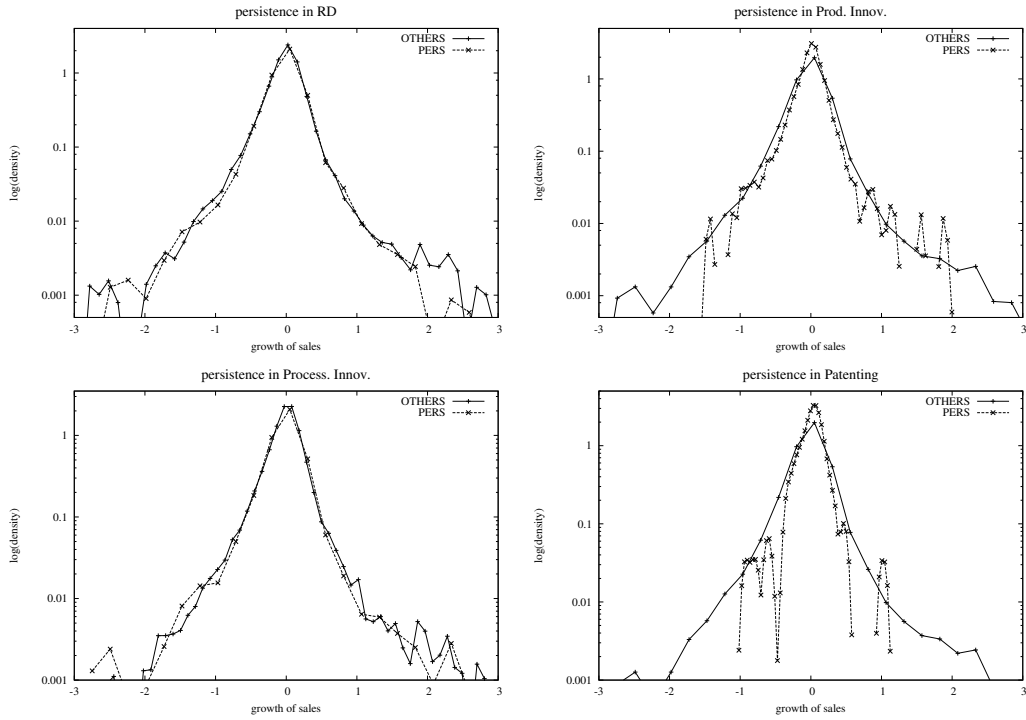 persistence in RD
OTHERS
PERS
1
0.1
0.01
0.001
log(density)
-3 -2 -1 0 1 2 3
growth of sales
persistence in Prod. Innov.
OTHERS
PERS
1
0.1
0.01
0.001
log(density)
-3 -2 -1 0 1 2 3
growth of sales
persistence in Process. Innov.
OTHERS
PERS
1
0.1
0.01
0.001
log(density)
-3 -2 -1 0 1 2 3
growth of sales
persistence in Patenting
OTHERS
PERS
1
0.1
0.01
0.001
log(density)
-3 -2 -1 0 1 2 3
growth of sales